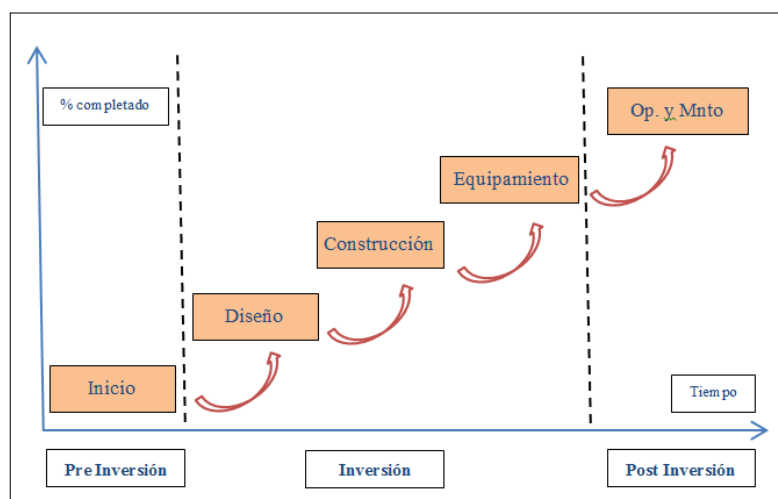 % completado
Op. y Mnto
Equipamiento
Construcción
Diseño
Inicio
Tiempo
Pre Inversión
Inversión
Post Inversión